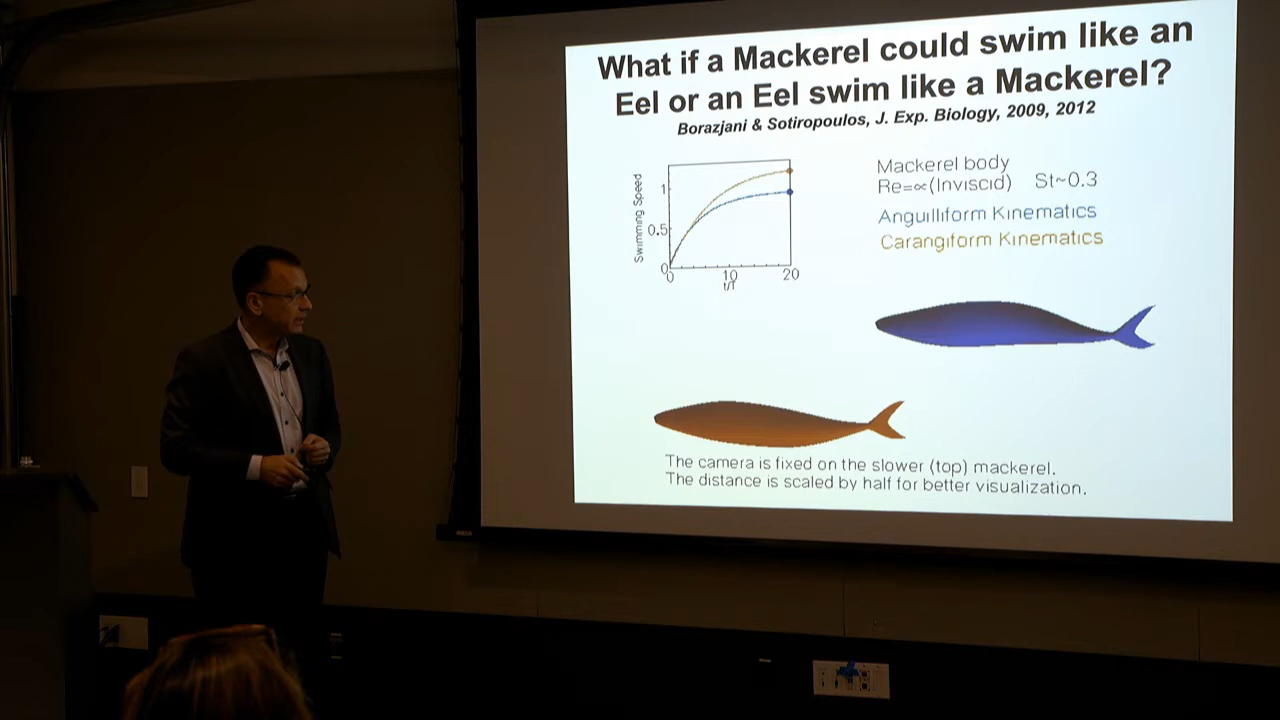 What if a Mackerel could swim like an
Eel or an Eel swim like a Mackerel?
Borazjani & Sotiropoulos, J. Exp. Biology, 2009, 2012
Mackerel body
Re=∝(Inviscid) St~0.3
Anguilliform Kinematics
Carangiform Kinematics
Swimming Speed
1
0.5
0
0 10 20
t/T
The camera is fixed on the slower (top) mackerel.
The distance is scaled by half for better visualization.